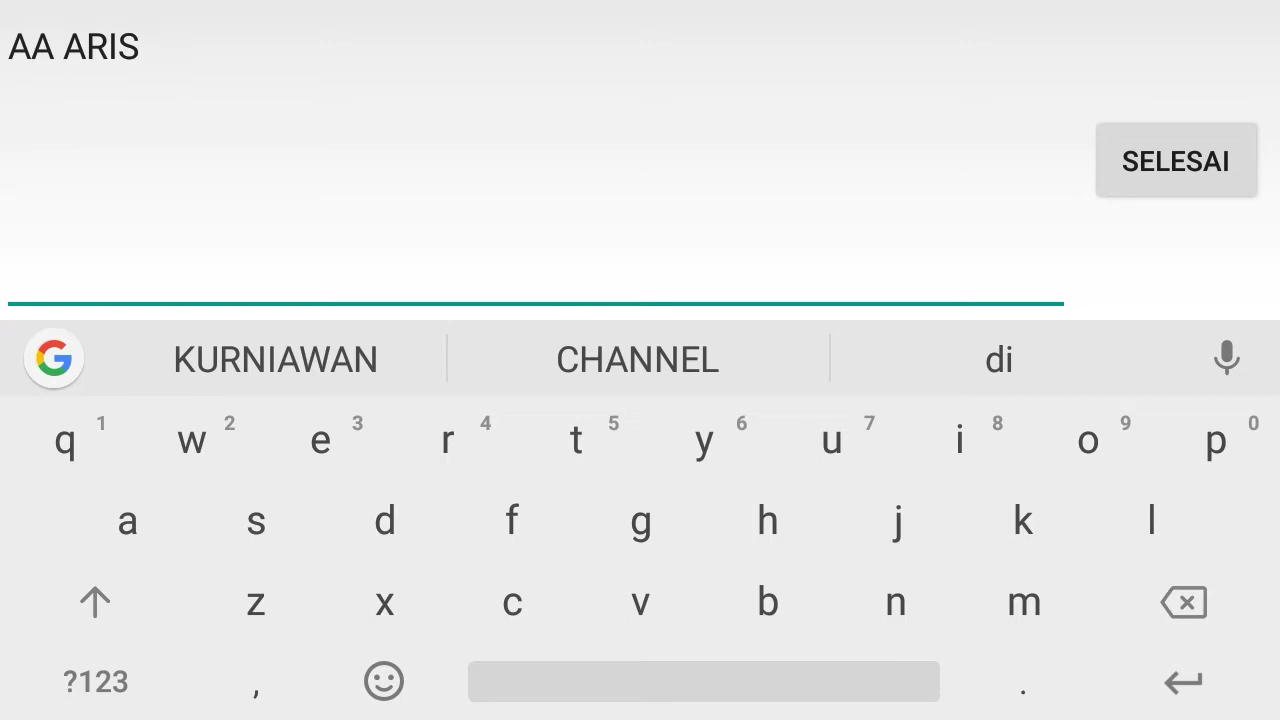 AA ARIS
SELESAI
KURNIAWAN CHANNEL di
q 1 w 2 e 3 r 4 t 5 y 6 u 7 i 8 o 9 p 0
a s d f g h j k l
z x c v b n m
?123 , .